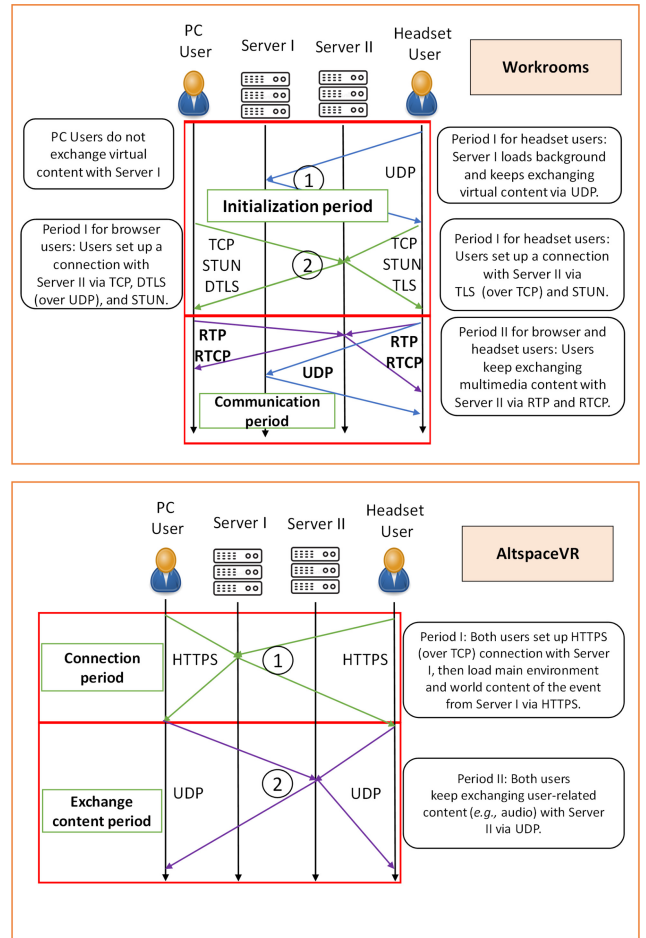 PC
User
Server I
Server II
Headset
User
Workrooms
PC Users do not
exchange virtual
content with Server I
Period I for headset users:
Server I loads background
and keeps exchanging
virtual content via UDP.
1
UDP
Initialization period
Period I for browser
users: Users set up a
connection with
Server II via TCP, DTLS
(over UDP), and STUN.
TCP
STUN
DTLS
2
TCP
STUN
TLS
Period I for headset users:
Users set up a connection
with Server II via
TLS (over TCP) and STUN.
RTP
RTCP
RTP
RTCP
UDP
Communication
period
Period II for browser and
headset users: Users
keep exchanging
multimedia content with
Server II via RTP and RTCP.
PC
User
Server I
Server II
Headset
User
AltspaceVR
Connection
period
HTTPS
1
HTTPS
Period I: Both users set up HTTPS
(over TCP) connection with Server
I, then load main environment
and world content of the event
from Server I via HTTPS.
Exchange
content period
UDP
2
UDP
Period II: Both users
keep exchanging user-related
content (e.g., audio) with Server
II via UDP.